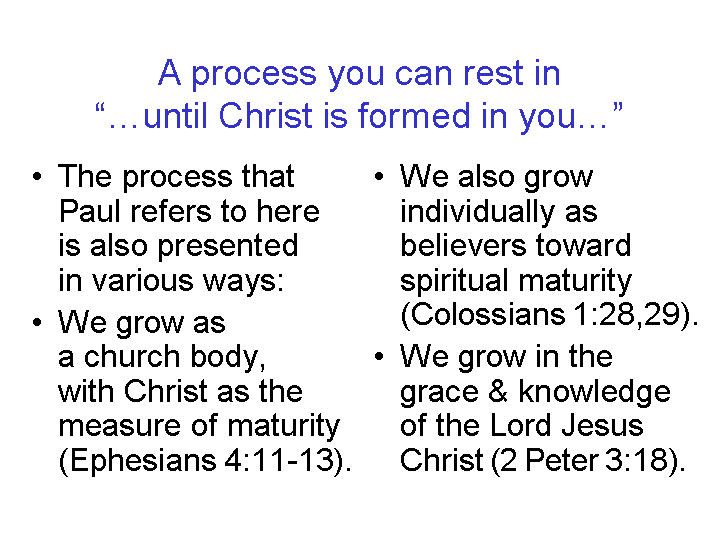 A process you can rest in
“…until Christ is formed in you…”
• The process that
Paul refers to here
is also presented
in various ways:
• We grow as
a church body,
with Christ as the
measure of maturity
(Ephesians 4:11-13).
• We also grow
individually as
believers toward
spiritual maturity
(Colossians 1:28,29).
• We grow in the
grace & knowledge
of the Lord Jesus
Christ (2 Peter 3:18).